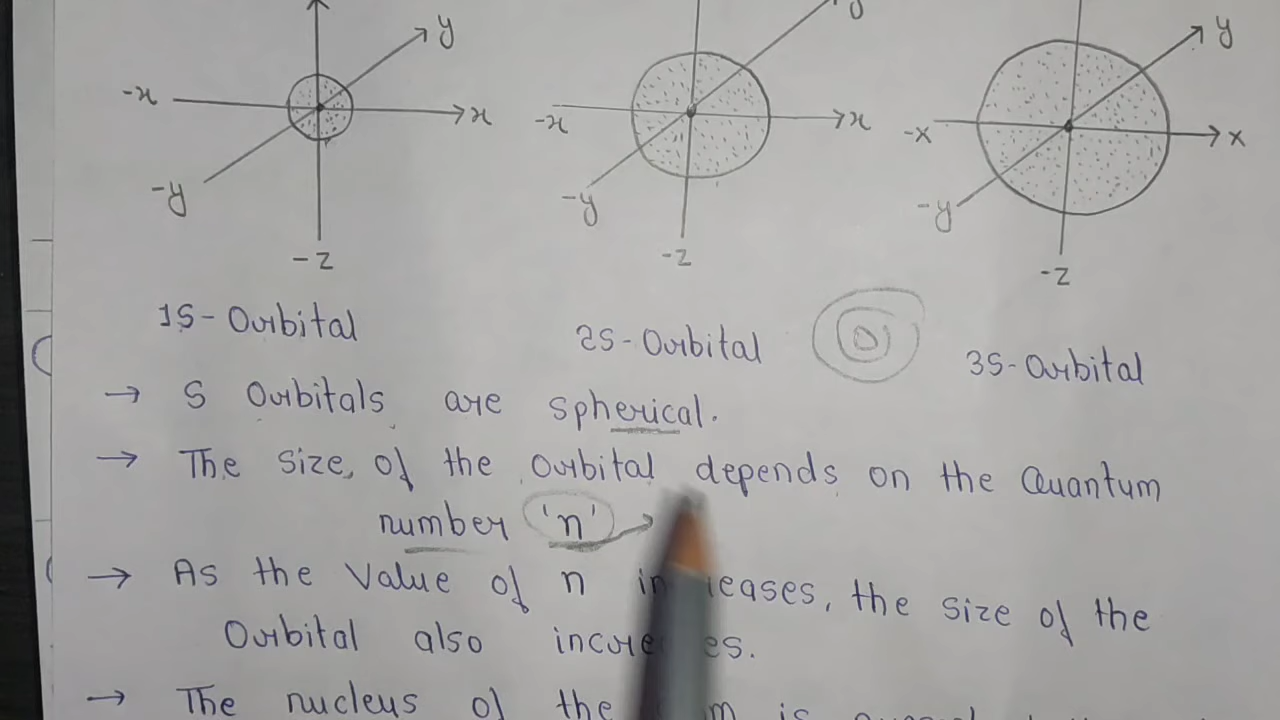 y
y
y
-x
x
-x
x
-x
x
-y
-y
-y
-z
-z
-z
1S-Orbital
2S-Orbital
3S-Orbital
→ S Orbitals are spherical.
→ The size of the Orbital depends on the Quantum
number 'n' →
→ As the Value of n increases, the size of the
Orbital also increases.
→ The nucleus of the is